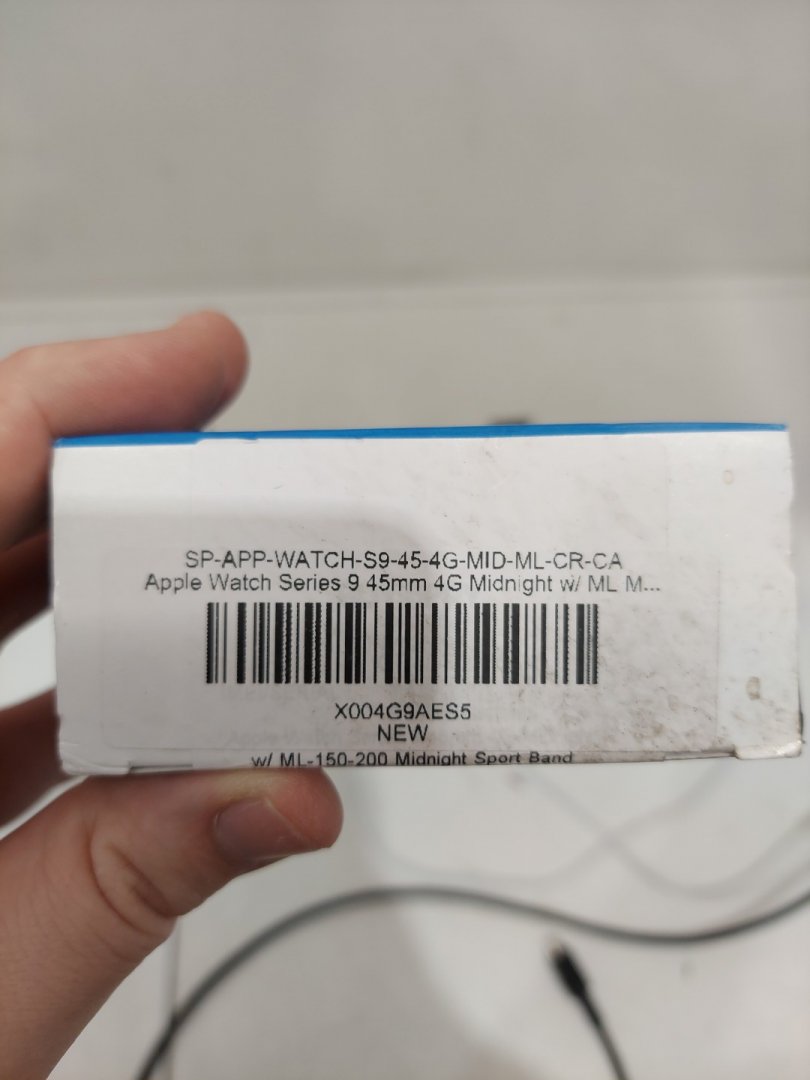 SP-APP-WATCH-S9-45-4G-MID-ML-CR-CA
Apple Watch Series 9 45mm 4G Midnight w/ ML M...
X004G9AES5
NEW
w/ ML-150-200 Midnight Sport Band